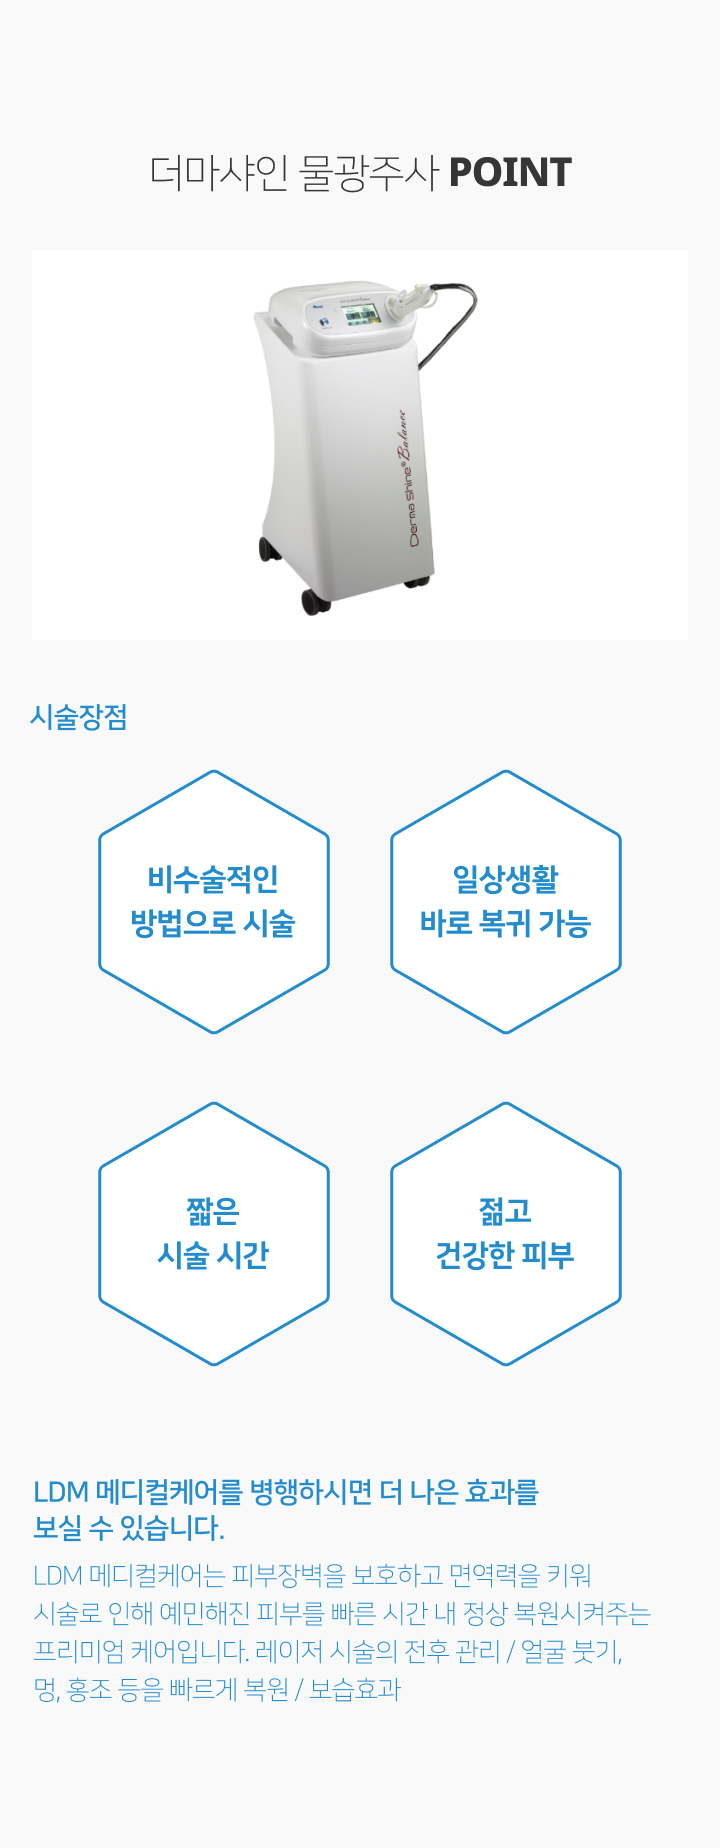 더마샤인 물광주사 POINT
Derma Shine® Balance
시술장점
비수술적인
방법으로 시술
일상생활
바로 복귀 가능
짧은
시술 시간
젊고
건강한 피부
LDM 메디컬케어를 병행하시면 더 나은 효과를
보실 수 있습니다.
LDM 메디컬케어는 피부장벽을 보호하고 면역력을 키워
시술로 인해 예민해진 피부를 빠른 시간 내 정상 복원시켜주는
프리미엄 케어입니다. 레이저 시술의 전후 관리 / 얼굴 붓기,
멍, 홍조 등을 빠르게 복원 / 보습효과